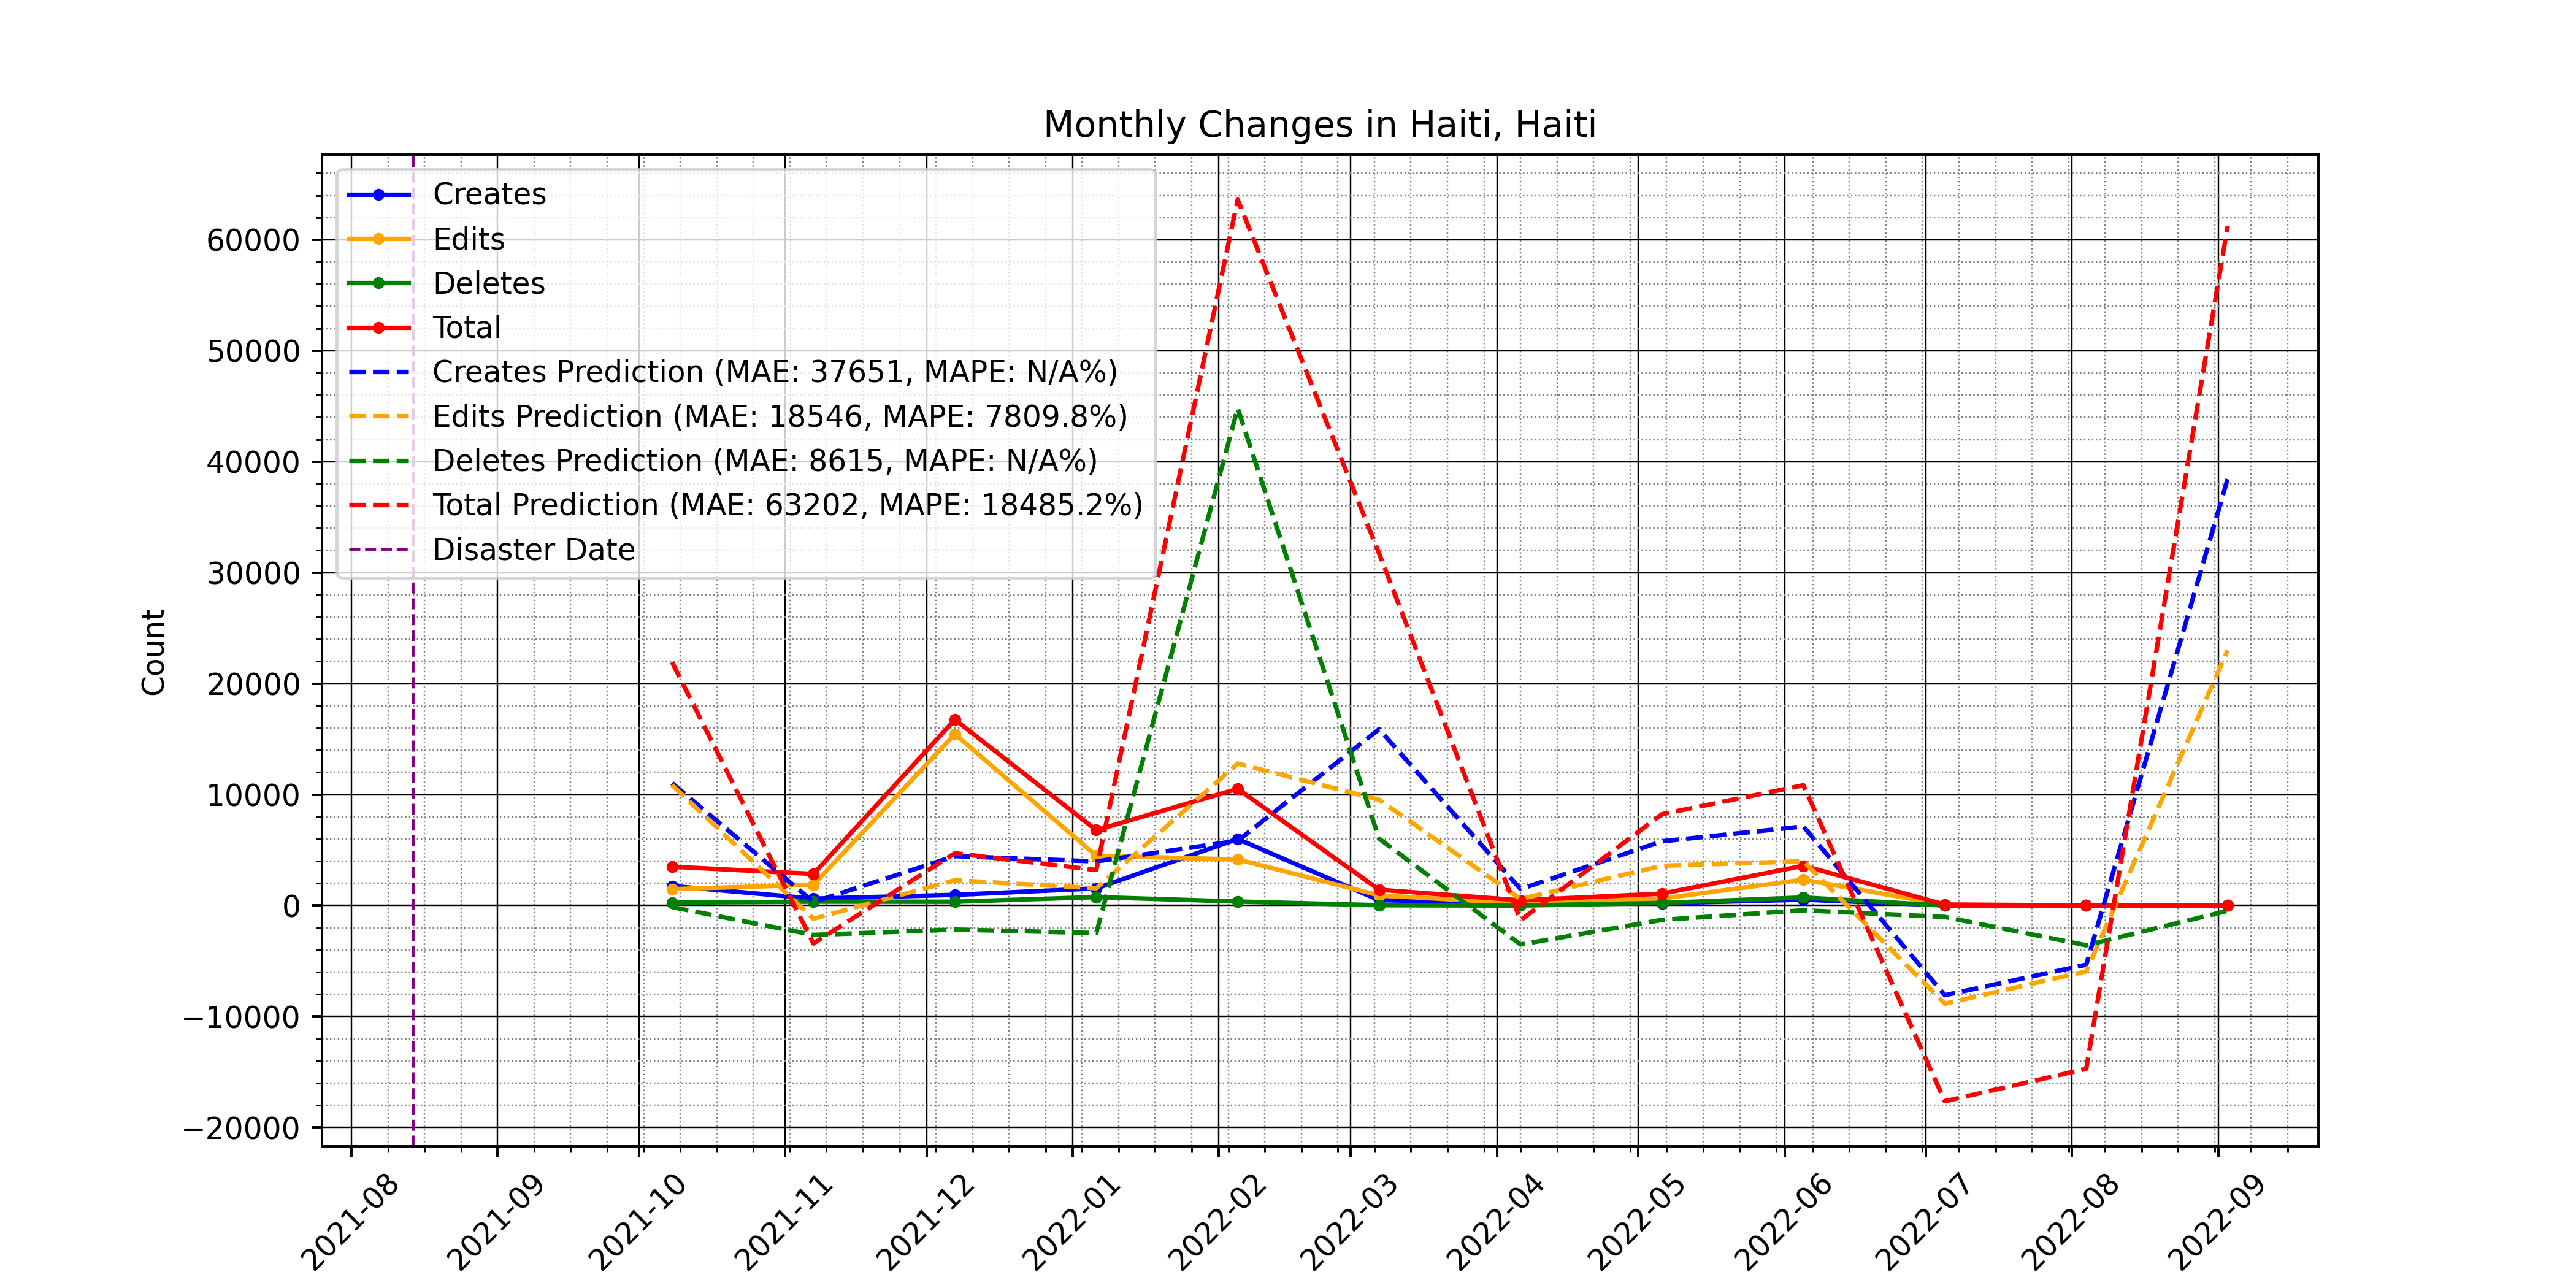 Monthly Changes in Haiti, Haiti
Creates
Edits
Deletes
Total
Creates Prediction (MAE: 37651, MAPE: N/A%)
Edits Prediction (MAE: 18546, MAPE: 7809.8%)
Deletes Prediction (MAE: 8615, MAPE: N/A%)
Total Prediction (MAE: 63202, MAPE: 18485.2%)
Disaster Date
Count
60000
50000
40000
30000
20000
10000
0
−10000
−20000
2021-08
2021-09
2021-10
2021-11
2021-12
2022-01
2022-02
2022-03
2022-04
2022-05
2022-06
2022-07
2022-08
2022-09